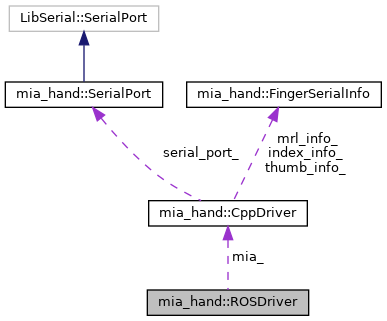 LibSerial::SerialPort
mia_hand::SerialPort
mia_hand::FingerSerialInfo
serial_port_
mrl_info_
index_info_
thumb_info_
mia_hand::CppDriver
mia_
mia_hand::ROSDriver